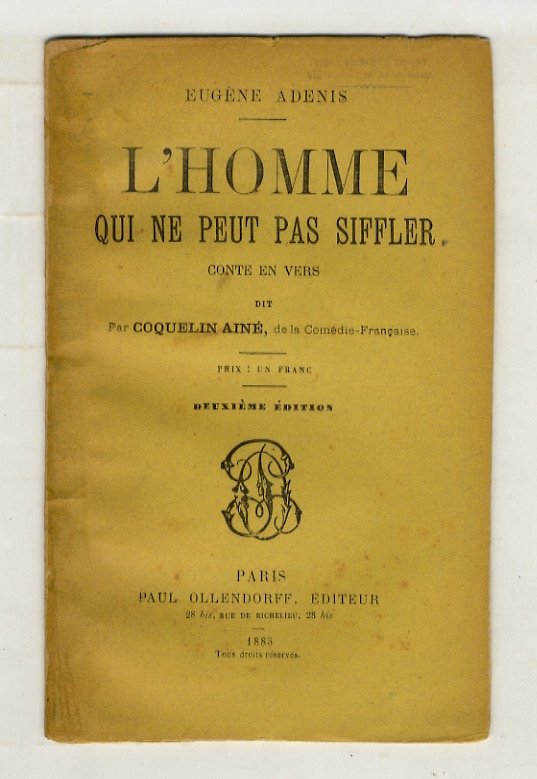 EUGÈNE ADENIS
L'HOMME
QUI NE PEUT PAS SIFFLER
CONTE EN VERS
DIT
Par COQUELIN AINÉ, de la Comédie-Française.
PRIX : UN FRANC
DEUXIÈME ÉDITION
PARIS
PAUL OLLENDORFF, ÉDITEUR
28 bis, RUE DE RICHELIEU, 28 bis
1885
Tous droits réservés.